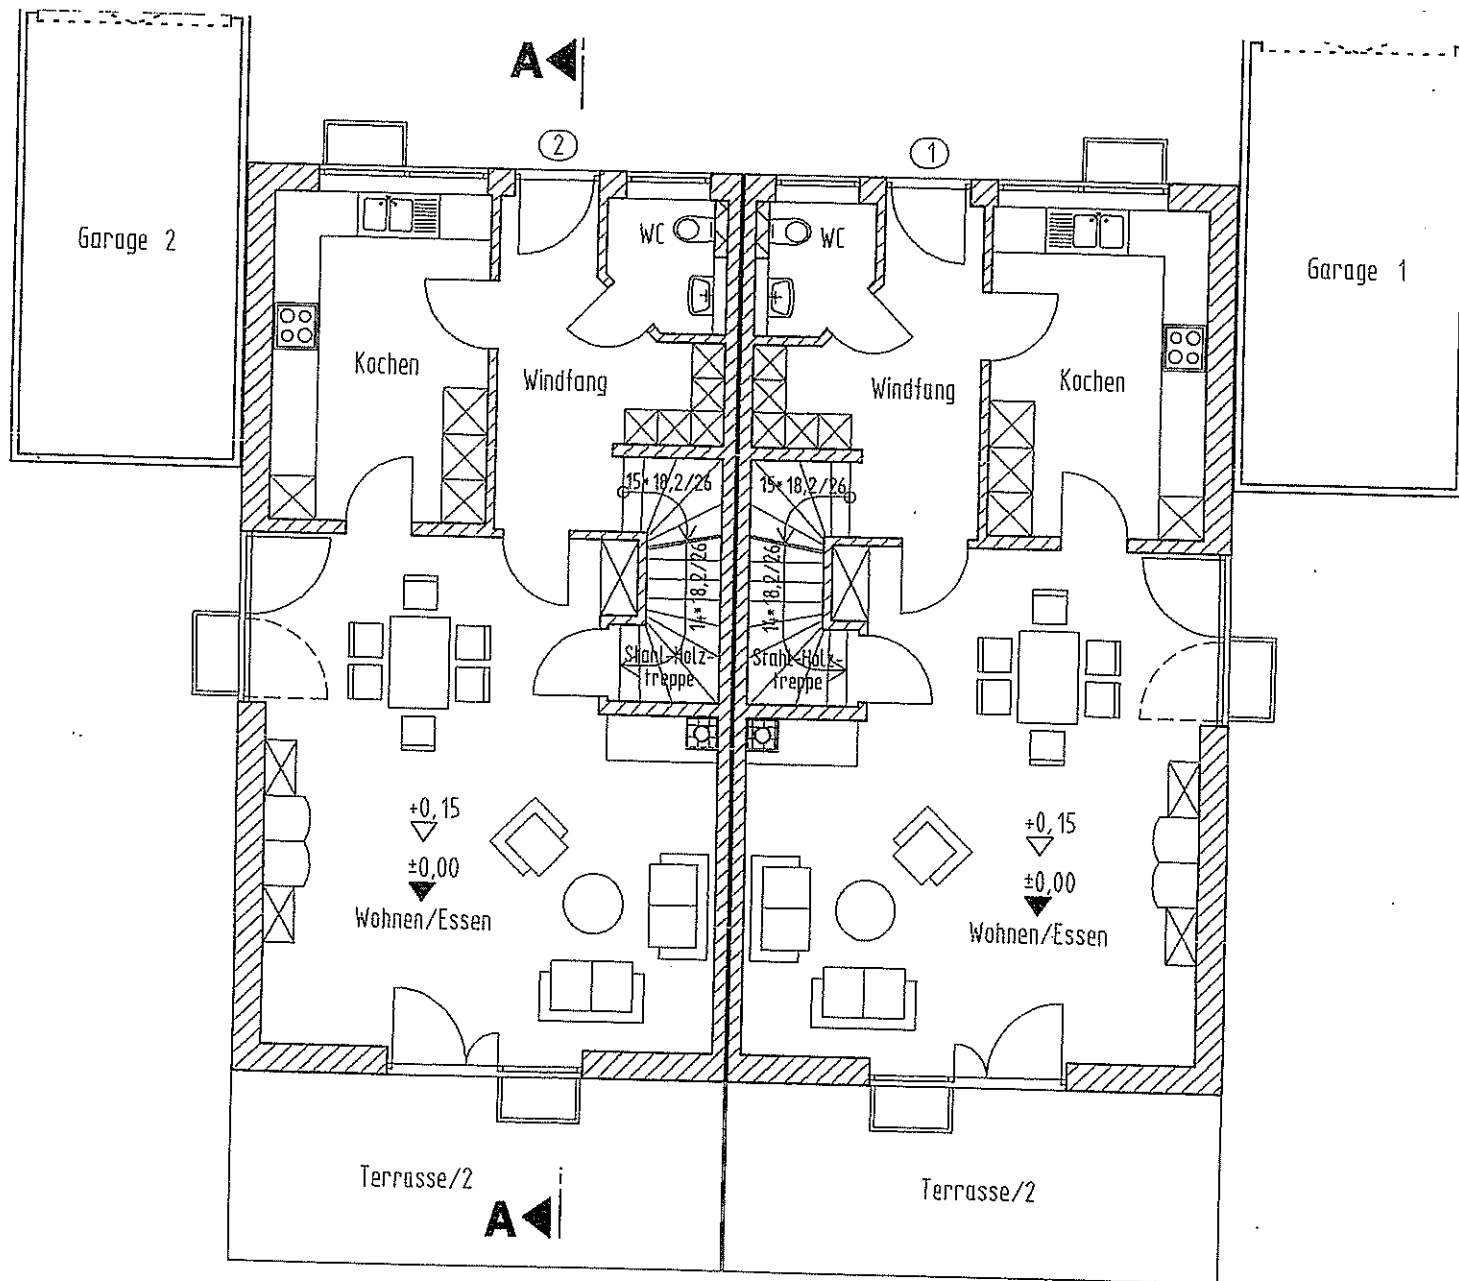 A
2
1
Garage 2
WC
WC
Garage 1
Kochen
Windfang
Windfang
Kochen
15*18,2/26
15*18,2/26
14*18,2/26
14*18,2/26
Stahl-Holz-
treppe
Stahl-Holz-
treppe
+0,15
±0,00
Wohnen/Essen
+0,15
±0,00
Wohnen/Essen
Terrasse/2
Terrasse/2
A